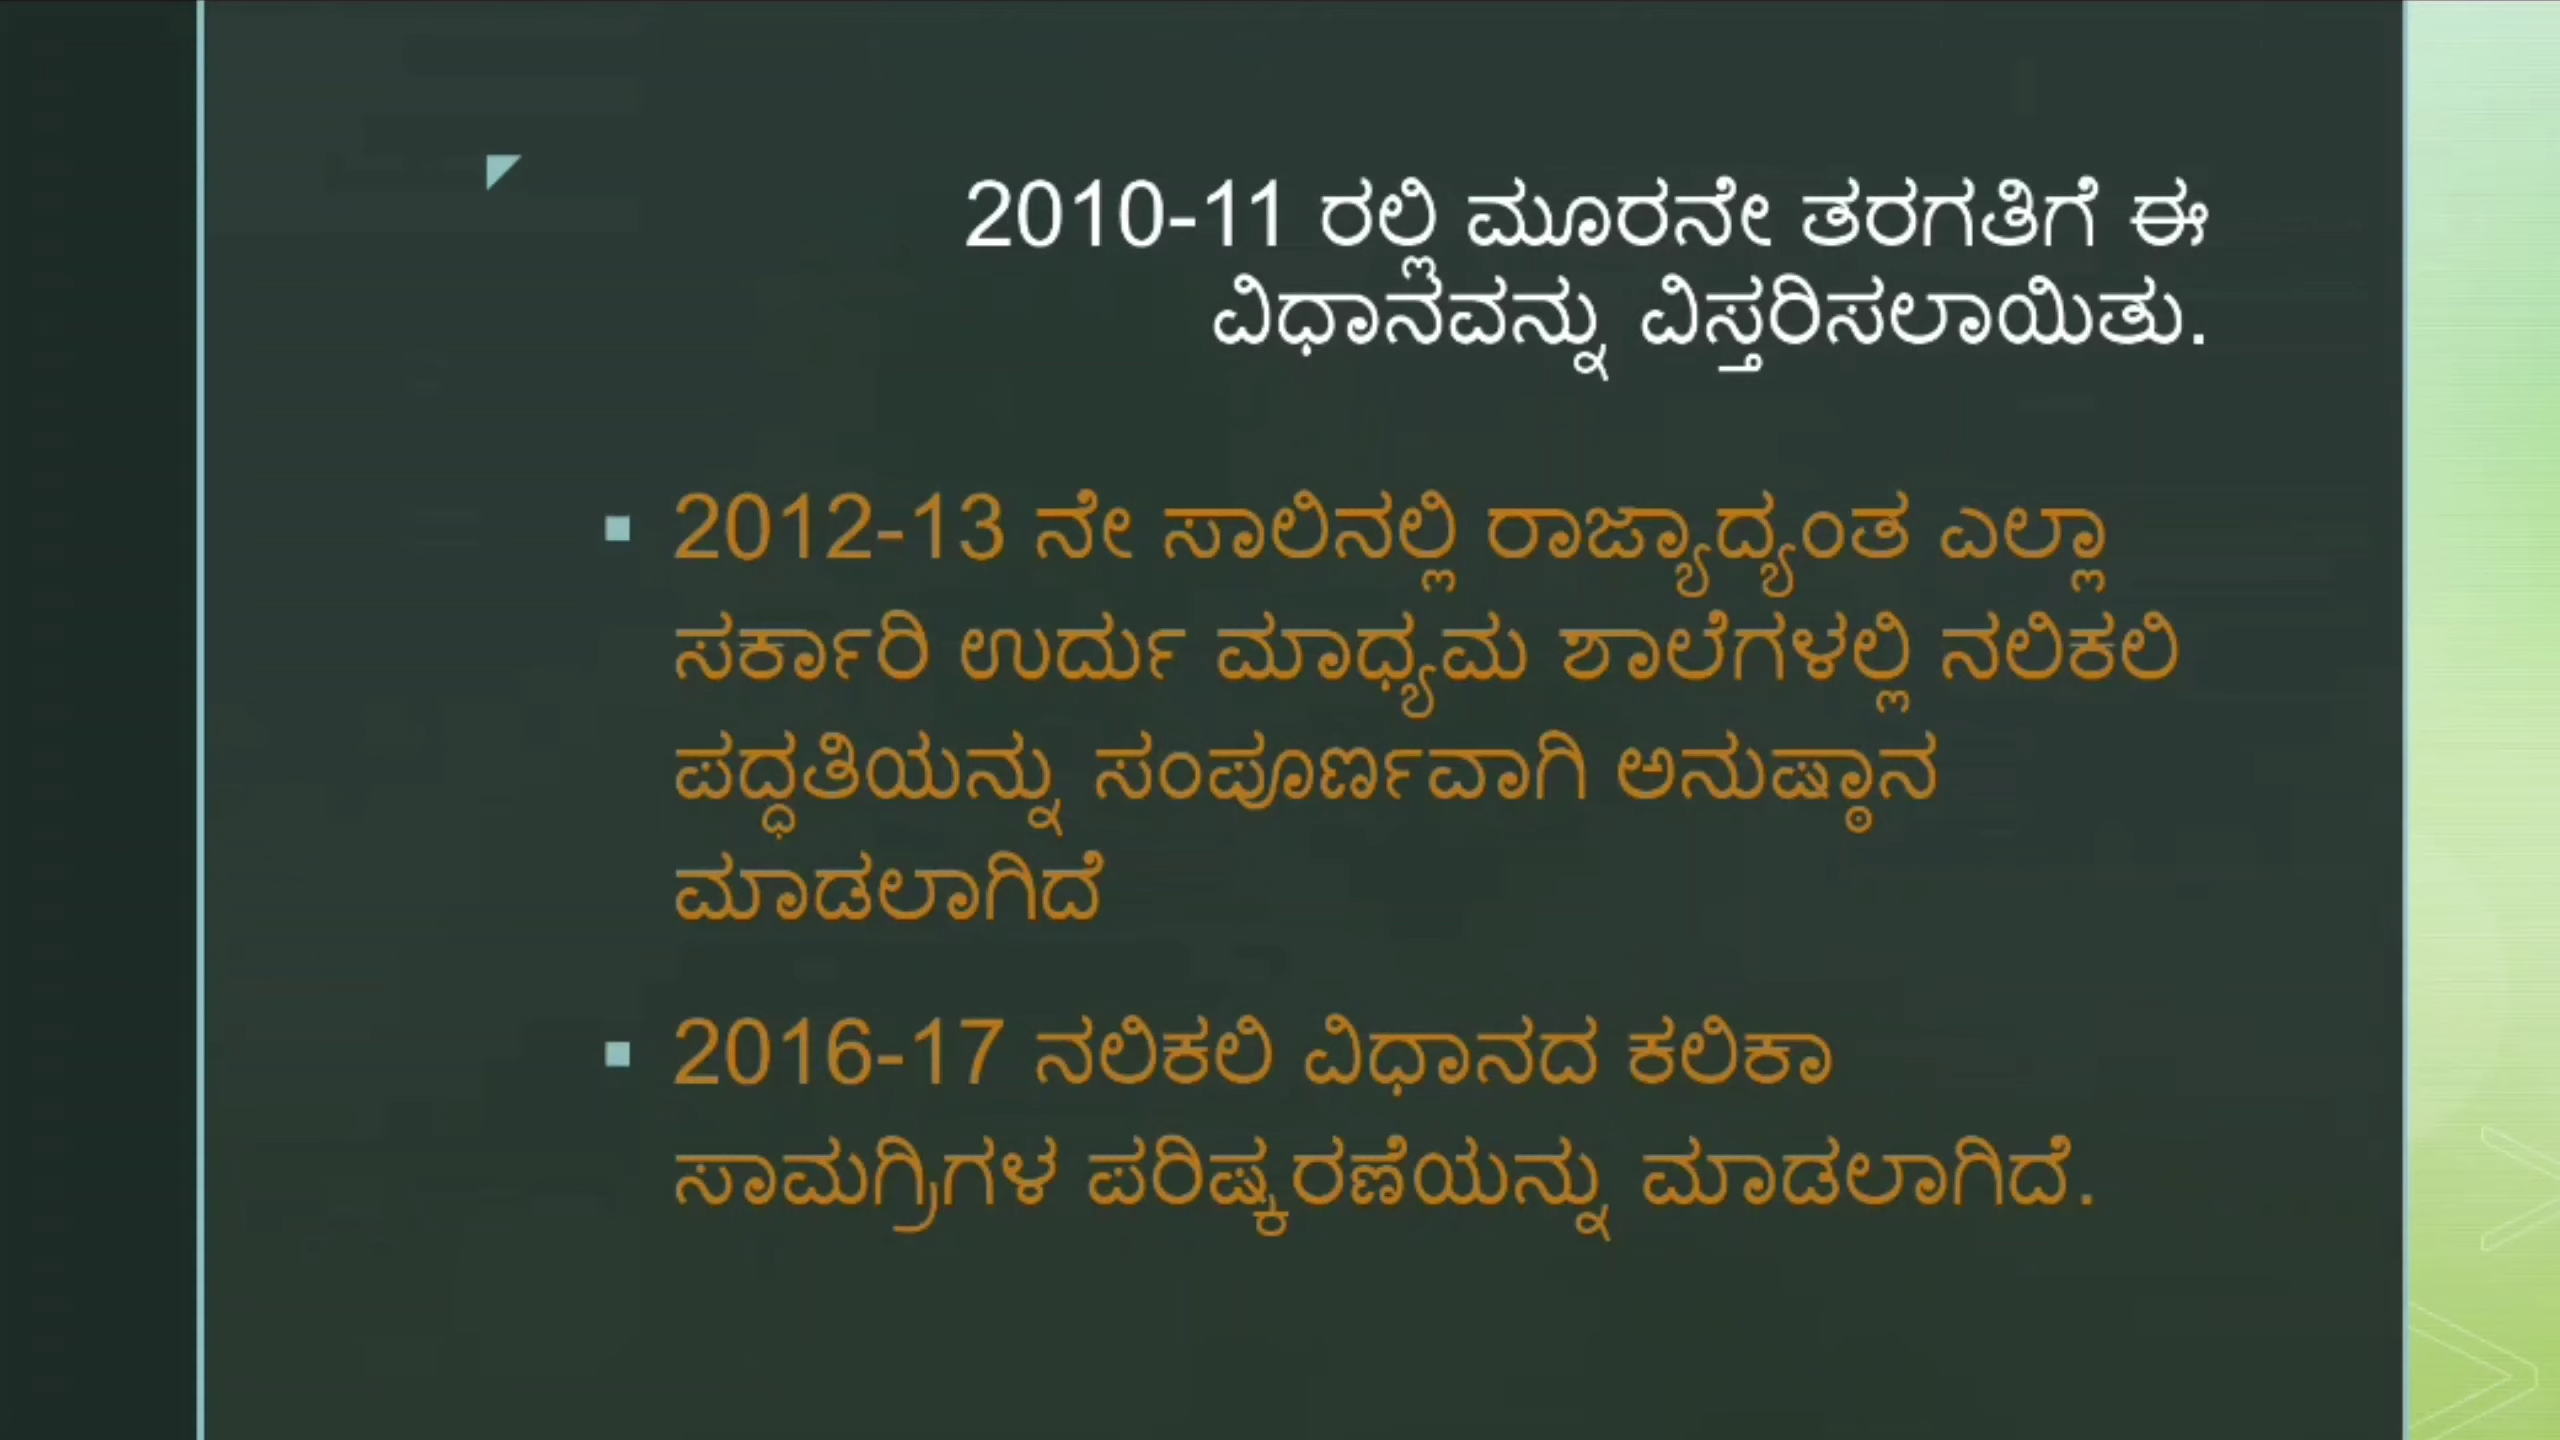 2010-11 ರಲ್ಲಿ ಮೂರನೇ ತರಗತಿಗೆ ಈ
ವಿಧಾನವನ್ನು ವಿಸ್ತರಿಸಲಾಯಿತು.
▪ 2012-13 ನೇ ಸಾಲಿನಲ್ಲಿ ರಾಜ್ಯಾದ್ಯಂತ ಎಲ್ಲಾ
ಸರ್ಕಾರಿ ಉರ್ದು ಮಾಧ್ಯಮ ಶಾಲೆಗಳಲ್ಲಿ ನಲಿಕಲಿ
ಪದ್ಧತಿಯನ್ನು ಸಂಪೂರ್ಣವಾಗಿ ಅನುಷ್ಠಾನ
ಮಾಡಲಾಗಿದೆ
▪ 2016-17 ನಲಿಕಲಿ ವಿಧಾನದ ಕಲಿಕಾ
ಸಾಮಗ್ರಿಗಳ ಪರಿಷ್ಕರಣೆಯನ್ನು ಮಾಡಲಾಗಿದೆ.